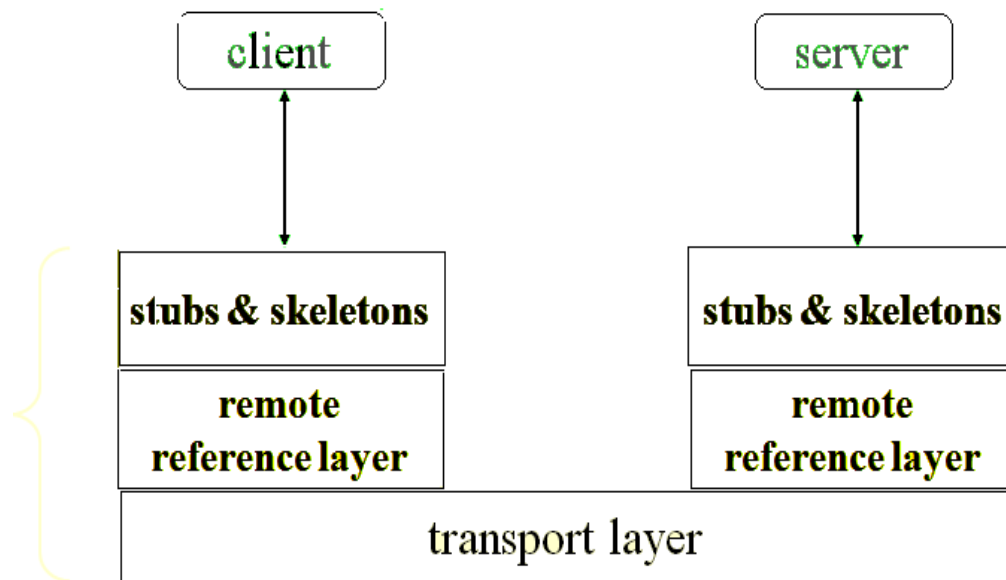 client
server
stubs & skeletons
stubs & skeletons
remote
reference layer
remote
reference layer
transport layer